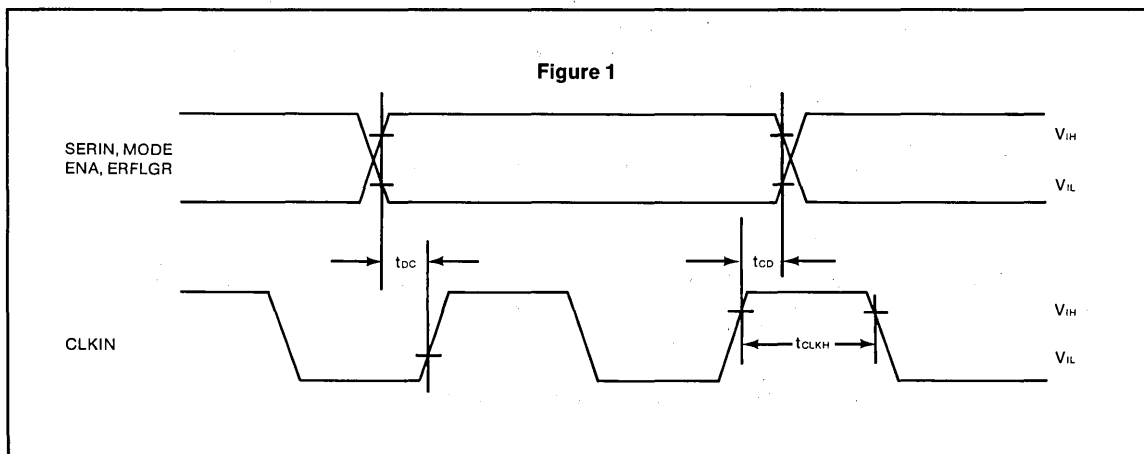 Figure 1
SERIN, MODE
ENA, ERFLGR
VIH
VIL
tDC
tCD
CLKIN
tCLKH
VIH
VIL